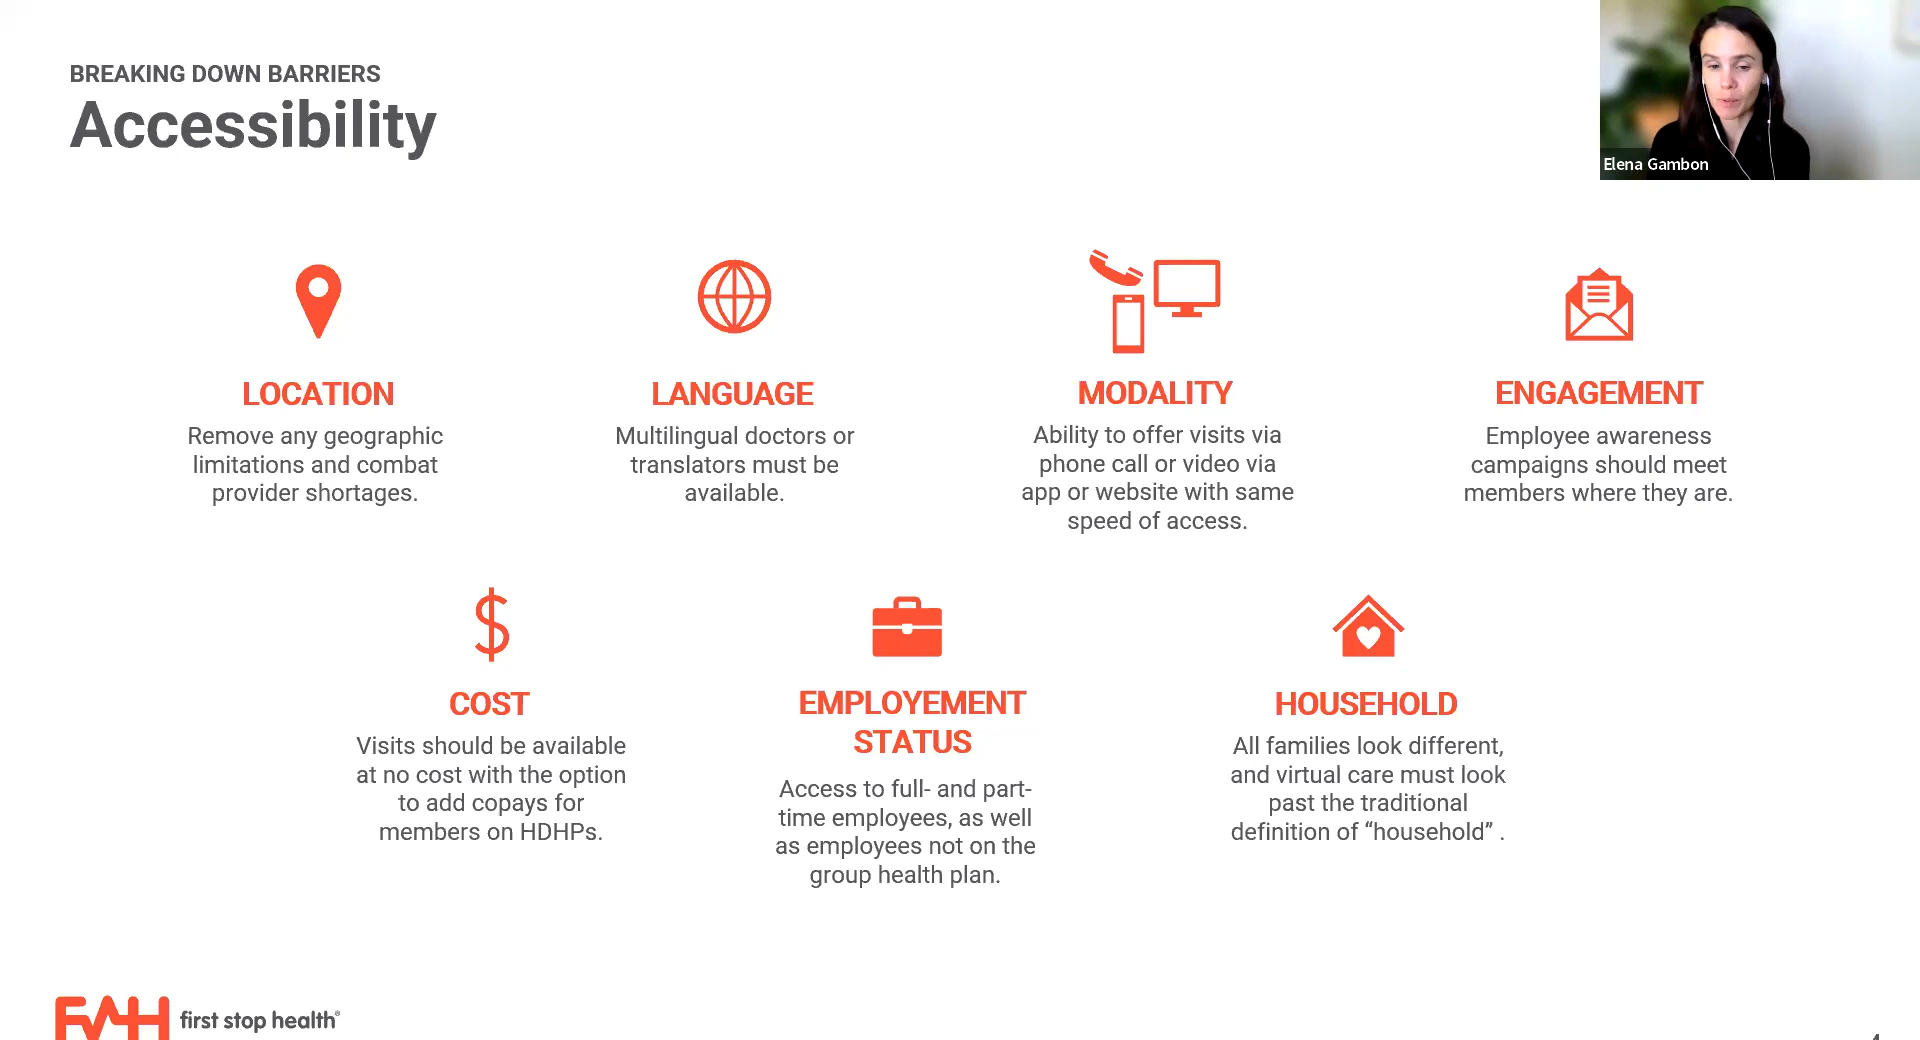 BREAKING DOWN BARRIERS
Accessibility
Elena Gambon
LOCATION
Remove any geographic
limitations and combat
provider shortages.
LANGUAGE
Multilingual doctors or
translators must be
available.
MODALITY
Ability to offer visits via
phone call or video via
app or website with same
speed of access.
ENGAGEMENT
Employee awareness
campaigns should meet
members where they are.
COST
Visits should be available
at no cost with the option
to add copays for
members on HDHPs.
EMPLOYEMENT
STATUS
Access to full- and part-
time employees, as well
as employees not on the
group health plan.
HOUSEHOLD
All families look different,
and virtual care must look
past the traditional
definition of “household” .
first stop health®